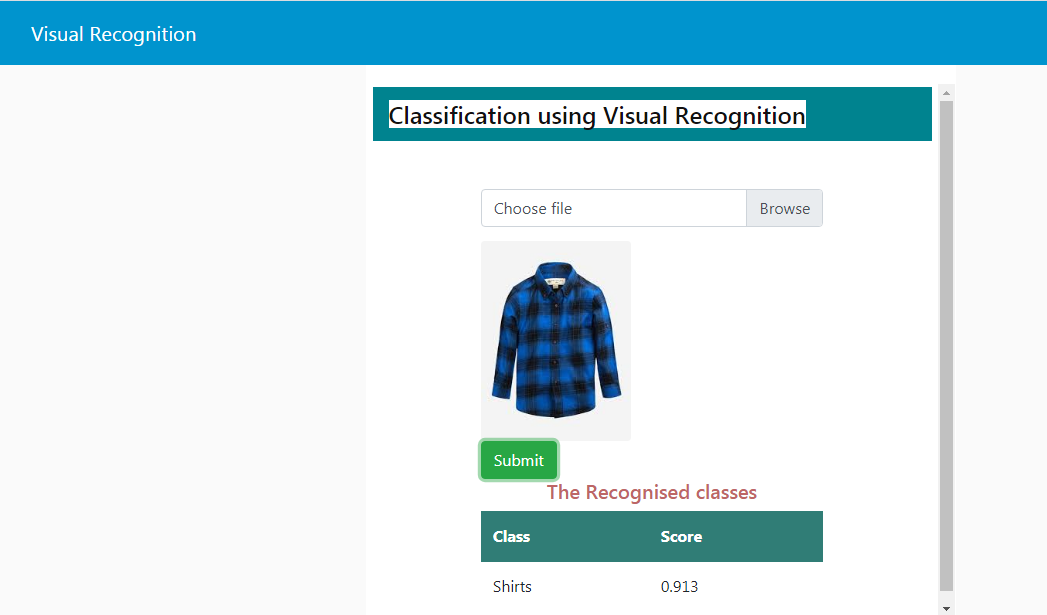 Visual Recognition
Classification using Visual Recognition
Choose file Browse
Submit
The Recognised classes
Class Score
Shirts 0.913